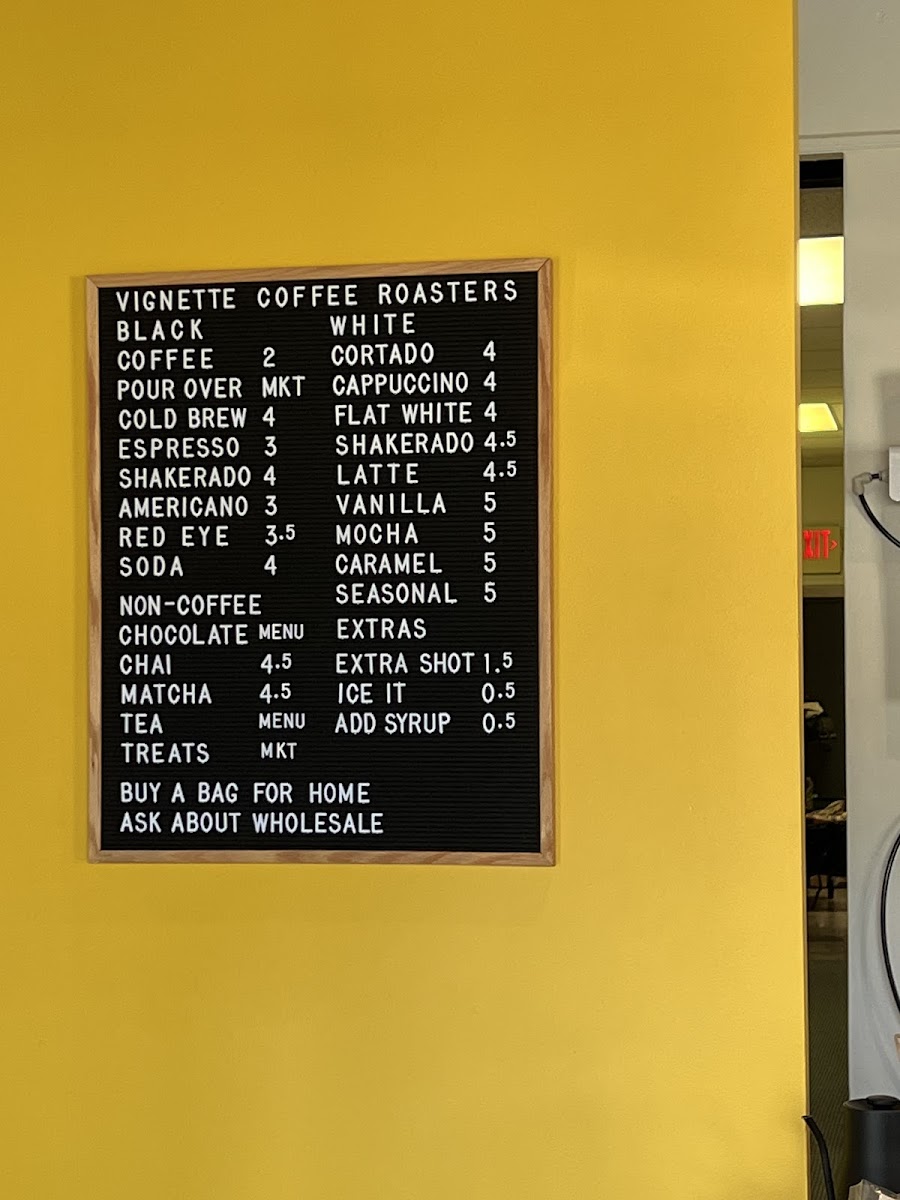 VIGNETTE COFFEE ROASTERS
BLACK
COFFEE 2
POUR OVER MKT
COLD BREW 4
ESPRESSO 3
SHAKERADO 4
AMERICANO 3
RED EYE 3.5
SODA 4
NON-COFFEE
CHOCOLATE MENU
CHAI 4.5
MATCHA 4.5
TEA MENU
TREATS MKT
WHITE
CORTADO 4
CAPPUCCINO 4
FLAT WHITE 4
SHAKERADO 4.5
LATTE 4.5
VANILLA 5
MOCHA 5
CARAMEL 5
SEASONAL 5
EXTRAS
EXTRA SHOT 1.5
ICE IT 0.5
ADD SYRUP 0.5
BUY A BAG FOR HOME
ASK ABOUT WHOLESALE
XIT